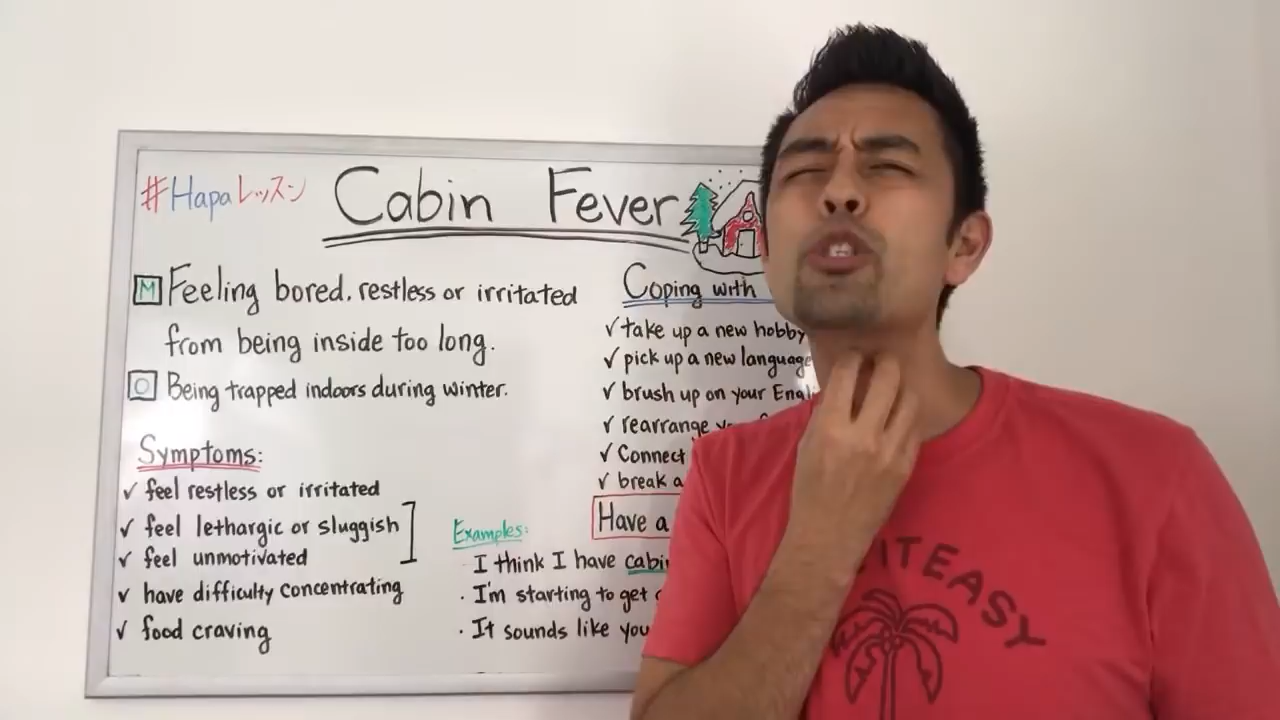 #Hapaレッスン
Cabin Fever
M Feeling bored. restless or irritated
from being inside too long.
O Being trapped indoors during winter.
Symptoms:
✓ feel restless or irritated
✓ feel lethargic or sluggish
✓ feel unmotivated
✓ have difficulty concentrating
✓ food craving
Coping with
✓ take up a new hobby
✓ pick up a new language
✓ brush up on your
✓ rearrange
✓ Connect
✓ break a
Have a
Examples:
· I think I have
· I'm starting to get
· It sounds like you
ITEASY